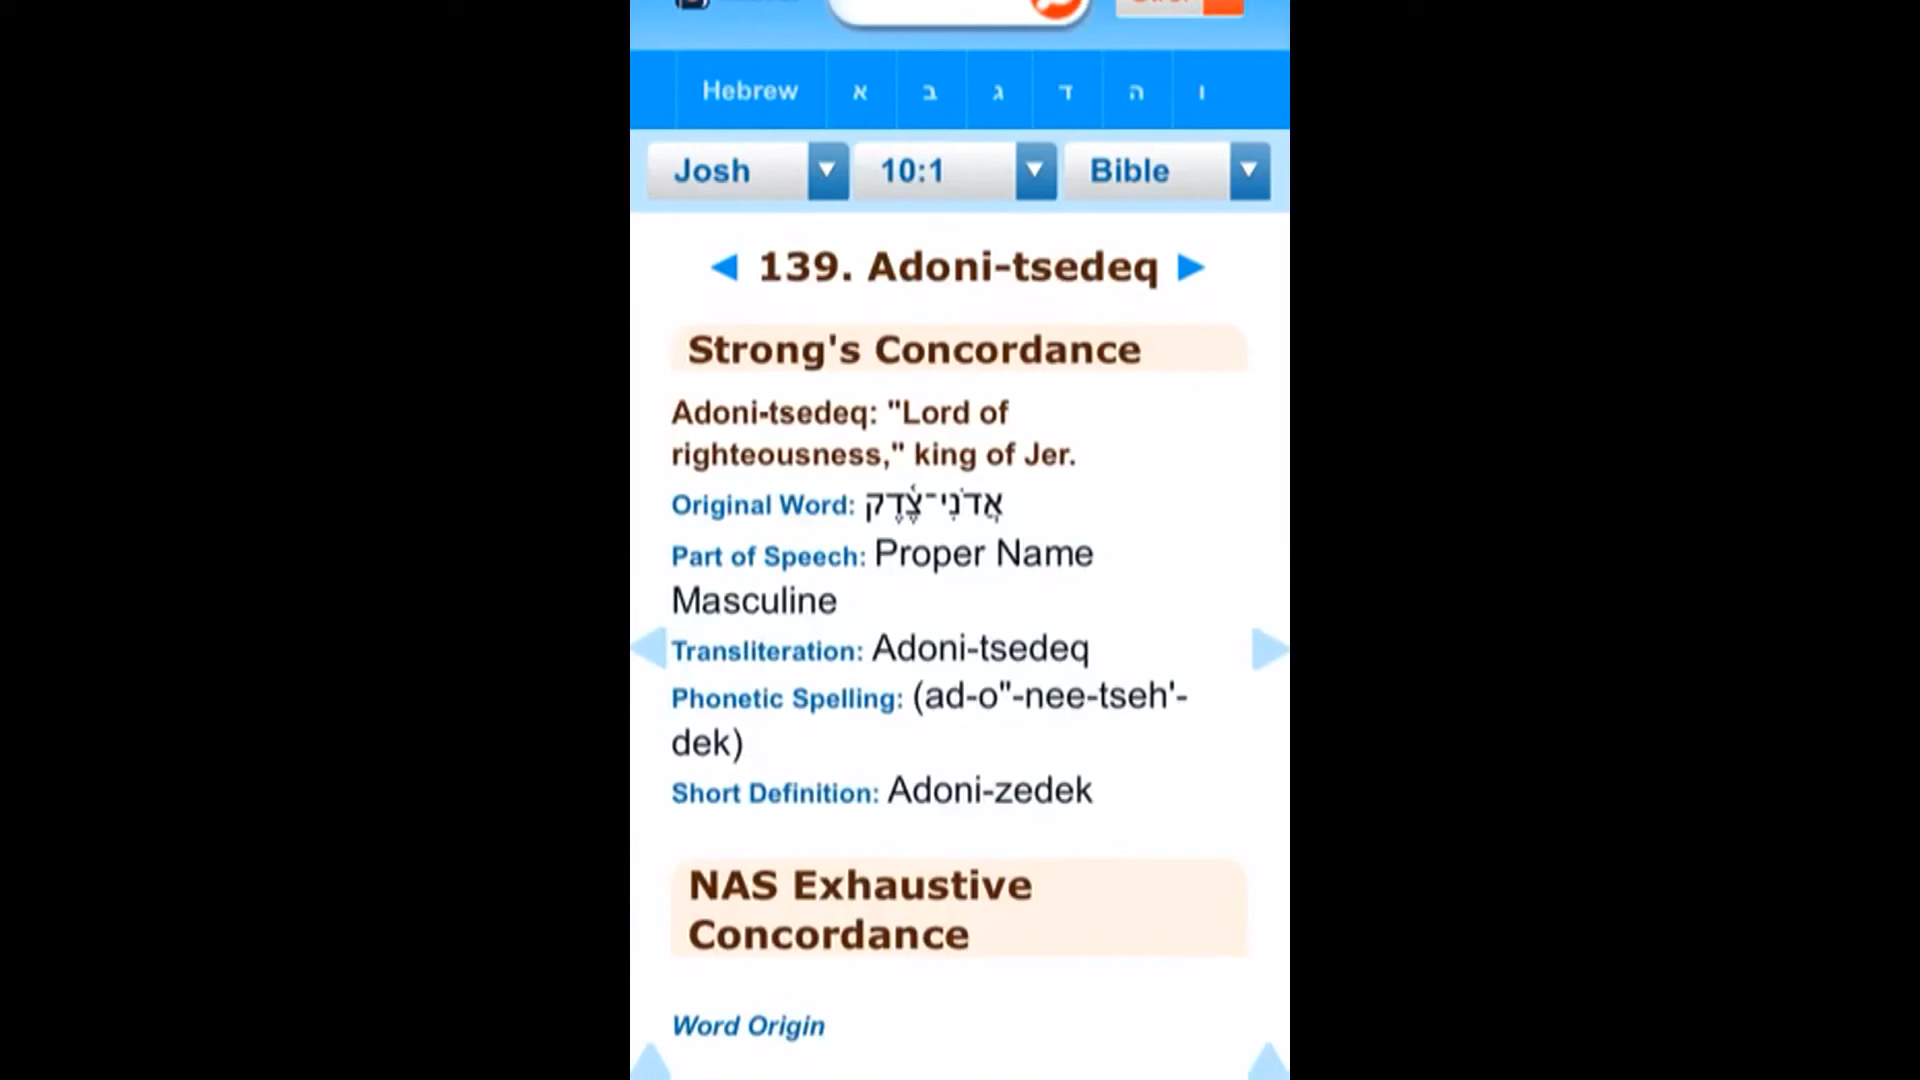 Hebrew א ב ג ד ה ו
Josh 10:1 Bible
139. Adoni-tsedeq
Strong's Concordance
Adoni-tsedeq: "Lord of
righteousness," king of Jer.
Original Word: אֲדֹנִי־צֶ֫דֶק
Part of Speech: Proper Name
Masculine
Transliteration: Adoni-tsedeq
Phonetic Spelling: (ad-o"-nee-tseh'-
dek)
Short Definition: Adoni-zedek
NAS Exhaustive
Concordance
Word Origin